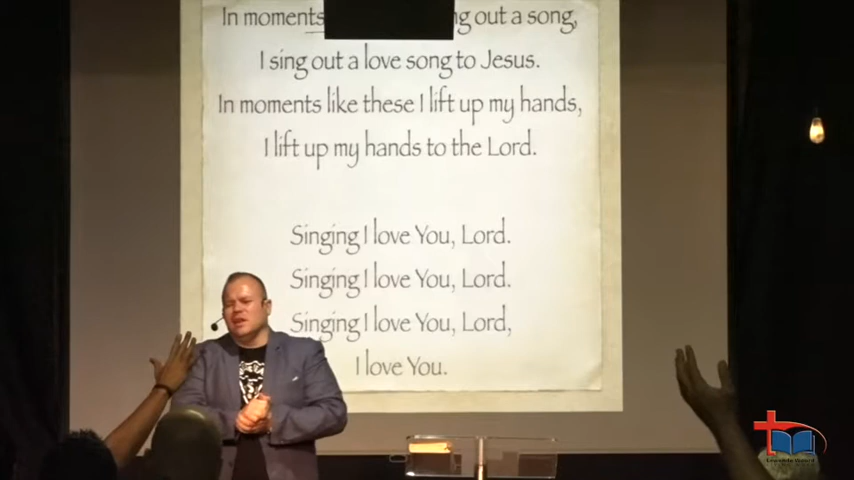 In moments ng out a song,
I sing out a love song to Jesus.
In moments like these I lift up my hands,
I lift up my hands to the Lord.
Singing I love You, Lord.
Singing I love You, Lord.
Singing I love You, Lord,
I love You.